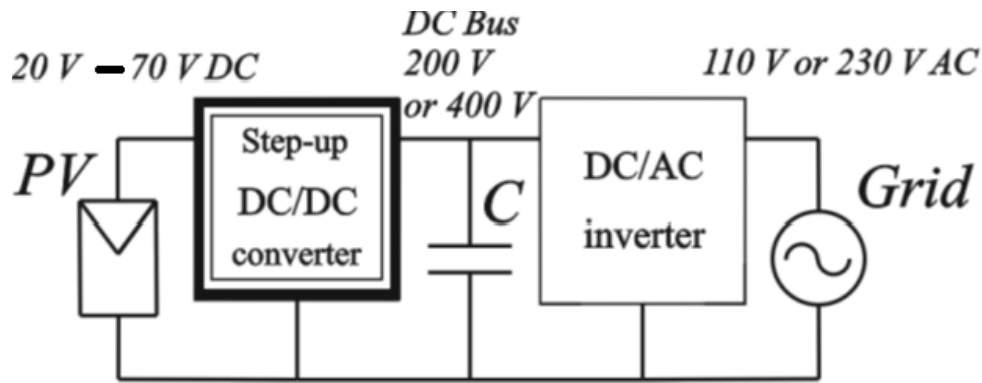 DC Bus
20 V – 70 V DC
200 V
110 V or 230 V AC
or 400 V
Step-up
DC/DC
converter
PV
C
DC/AC
inverter
Grid